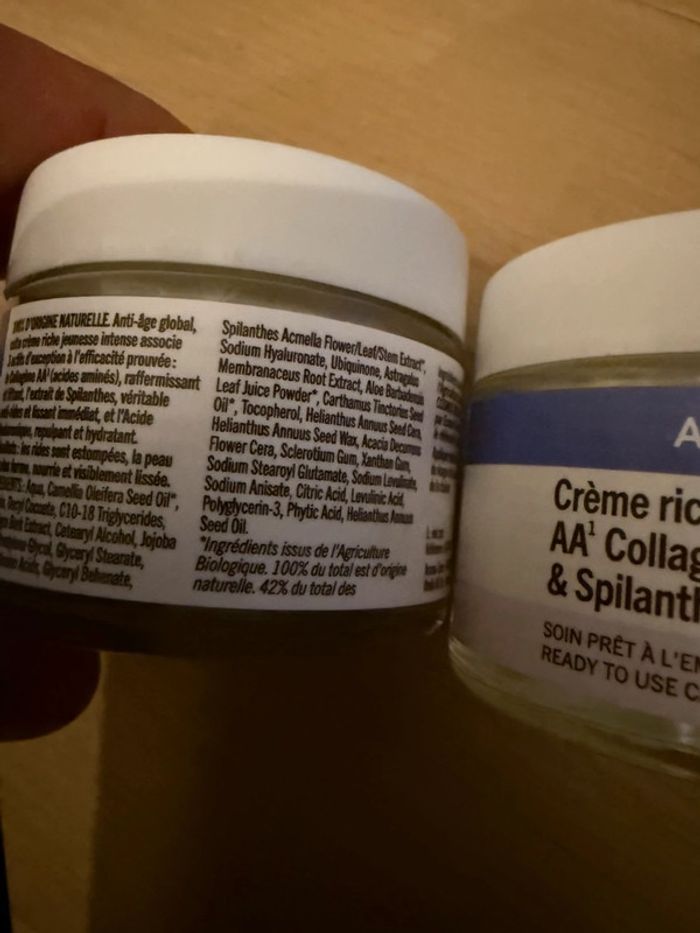 D'ORIGINE NATURELLE. Anti-âge global,
crème riche jeunesse intense associe
actifs d'exception à l'efficacité prouvée :
Collagène AA¹ (acides aminés), raffermissant
l'extrait de Spilanthes, véritable
et lissant immédiat, et l'Acide
repulpant et hydratant.
les rides sont estompées, la peau
ferme, nourrie et visiblement lissée.
Aqua, Camellia Oleifera Seed Oil*,
Decyl Cocoate, C10-18 Triglycerides,
Extract, Cetearyl Alcohol, Jojoba
Glycol, Glyceryl Stearate,
Acids, Glyceryl Behenate,
Spilanthes Acmella Flower/Leaf/Stem Extract*,
Sodium Hyaluronate, Ubiquinone, Astragalus
Membranaceus Root Extract, Aloe Barbadensis
Leaf Juice Powder*, Carthamus Tinctorius Seed
Oil*, Tocopherol, Helianthus Annuus Seed Cera,
Helianthus Annuus Seed Wax, Acacia Decurrens
Flower Cera, Sclerotium Gum, Xanthan Gum,
Sodium Stearoyl Glutamate, Sodium Levulinate,
Sodium Anisate, Citric Acid, Levulinic Acid,
Polyglycerin-3, Phytic Acid, Helianthus Annuus
Seed Oil.
*Ingrédients issus de l'Agriculture
Biologique. 100% du total est d'origine
naturelle. 42% du total des
A
Crème ric
AA¹ Collag
& Spilanth
SOIN PRÊT À L'EM
READY TO USE C